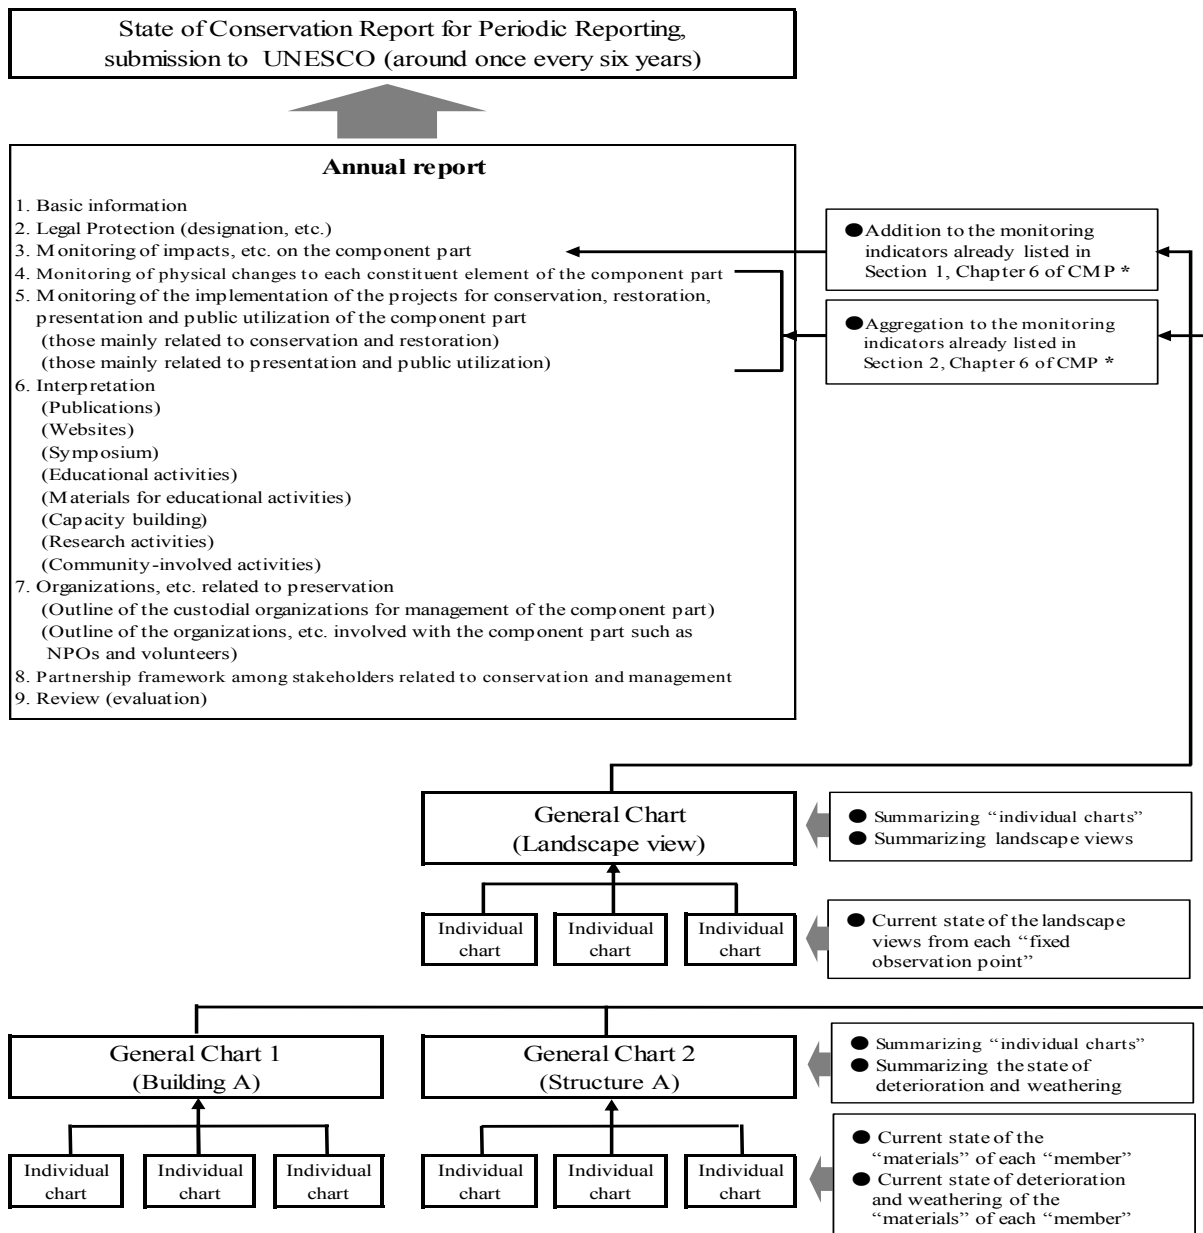 State of Conservation Report for Periodic Reporting,
submission to UNESCO (around once every six years)
Annual report
1. Basic information
2. Legal Protection (designation, etc.)
3. Monitoring of impacts, etc. on the component part
4. Monitoring of physical changes to each constituent element of the component part
5. Monitoring of the implementation of the projects for conservation, restoration,
presentation and public utilization of the component part
(those mainly related to conservation and restoration)
(those mainly related to presentation and public utilization)
6. Interpretation
(Publications)
(Websites)
(Symposium)
(Educational activities)
(Materials for educational activities)
(Capacity building)
(Research activities)
(Community-involved activities)
7. Organizations, etc. related to preservation
(Outline of the custodial organizations for management of the component part)
(Outline of the organizations, etc. involved with the component part such as
NPOs and volunteers)
8. Partnership framework among stakeholders related to conservation and management
9. Review (evaluation)
● Addition to the monitoring
indicators already listed in
Section 1, Chapter 6 of CMP *
● Aggregation to the monitoring
indicators already listed in
Section 2, Chapter 6 of CMP *
General Chart
(Landscape view)
● Summarizing “individual charts”
● Summarizing landscape views
Individual
chart
Individual
chart
Individual
chart
● Current state of the landscape
views from each “fixed
observation point”
General Chart 1
(Building A)
General Chart 2
(Structure A)
● Summarizing “individual charts”
● Summarizing the state of
deterioration and weathering
Individual
chart
Individual
chart
Individual
chart
Individual
chart
Individual
chart
Individual
chart
● Current state of the
“materials” of each “member”
● Current state of deterioration
and weathering of the
“materials” of each “member”